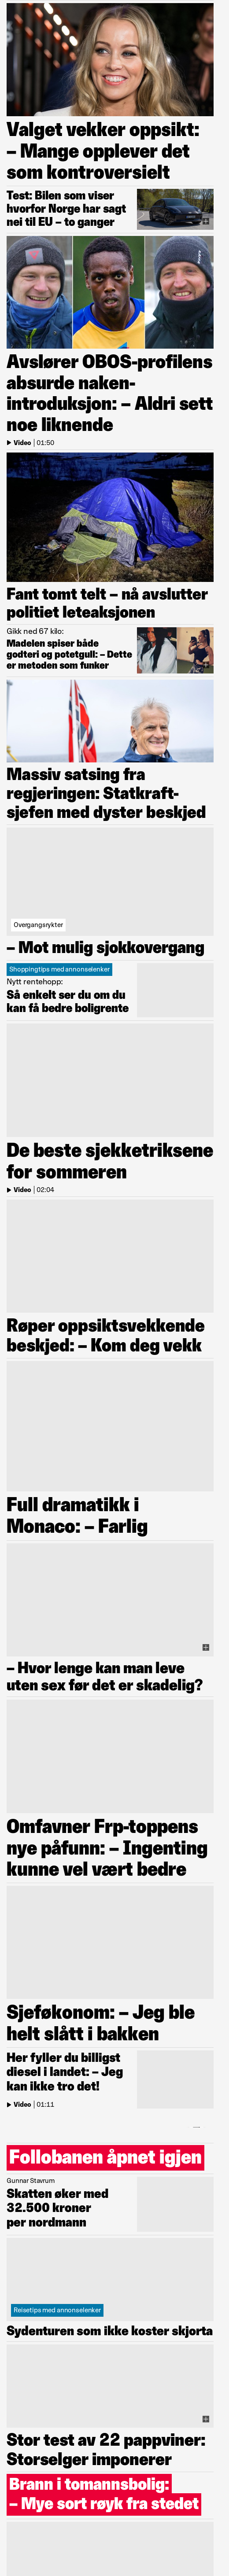 Valget vekker oppsikt:
– Mange opplever det
som kontroversielt
Test: Bilen som viser
hvorfor Norge har sagt
nei til EU – to ganger
Avslører OBOS-profilens
absurde naken-
introduksjon: – Aldri sett
noe liknende
Video | 01:50
Fant tomt telt – nå avslutter
politiet leteaksjonen
Gikk ned 67 kilo:
Madelen spiser både
godteri og potetgull: – Dette
er metoden som funker
Massiv satsing fra
regjeringen: Statkraft-
sjefen med dyster beskjed
Overgangsrykter
– Mot mulig sjokkovergang
Shoppingtips med annonselenker
Nytt rentehopp:
Så enkelt ser du om du
kan få bedre boligrente
De beste sjekketriksene
for sommeren
Video | 02:04
Røper oppsiktsvekkende
beskjed: – Kom deg vekk
Full dramatikk i
Monaco: – Farlig
– Hvor lenge kan man leve
uten sex før det er skadelig?
Omfavner Frp-toppens
nye påfunn: – Ingenting
kunne vel vært bedre
Sjeføkonom: – Jeg ble
helt slått i bakken
Her fyller du billigst
diesel i landet: – Jeg
kan ikke tro det!
Video | 01:11
Follobanen åpnet igjen
Gunnar Stavrum
Skatten øker med
32.500 kroner
per nordmann
Reisetips med annonselenker
Sydenturen som ikke koster skjorta
Stor test av 22 pappviner:
Storselger imponerer
Brann i tomannsbolig:
– Mye sort røyk fra stedet